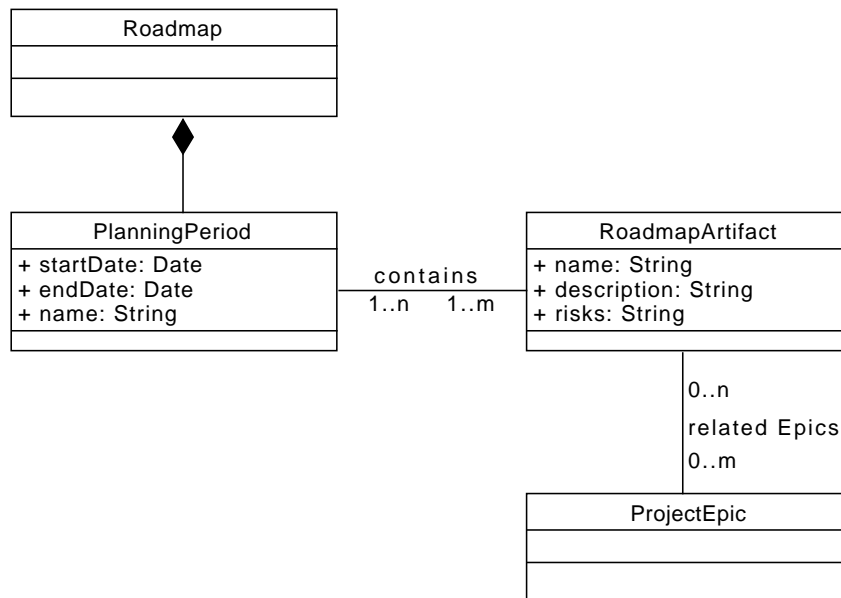 Roadmap
PlanningPeriod
+ startDate: Date
+ endDate: Date
+ name: String
contains
1..n 1..m
RoadmapArtifact
+ name: String
+ description: String
+ risks: String
0..n
related Epics
0..m
ProjectEpic